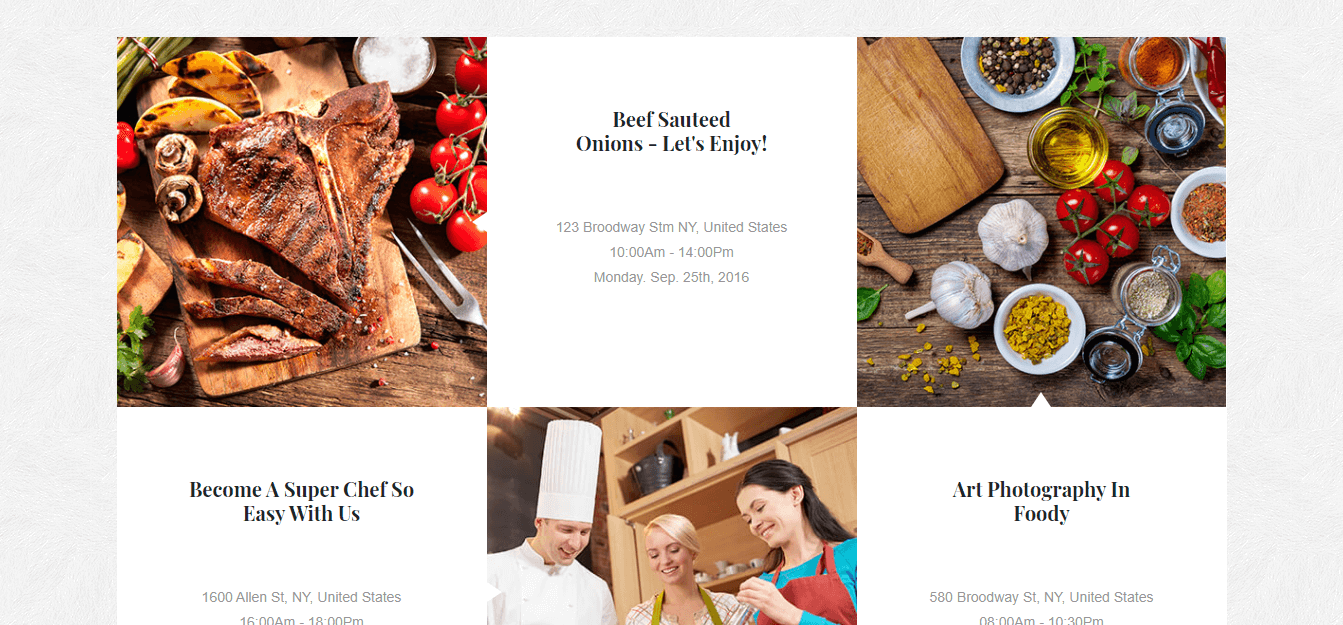 Beef Sauteed
Onions - Let's Enjoy!
123 Broodway Stm NY, United States
10:00Am - 14:00Pm
Monday. Sep. 25th, 2016
Become A Super Chef So
Easy With Us
1600 Allen St, NY, United States
16:00Am - 18:00Pm
Art Photography In
Foody
580 Broodway St, NY, United States
08:00Am - 10:30Pm